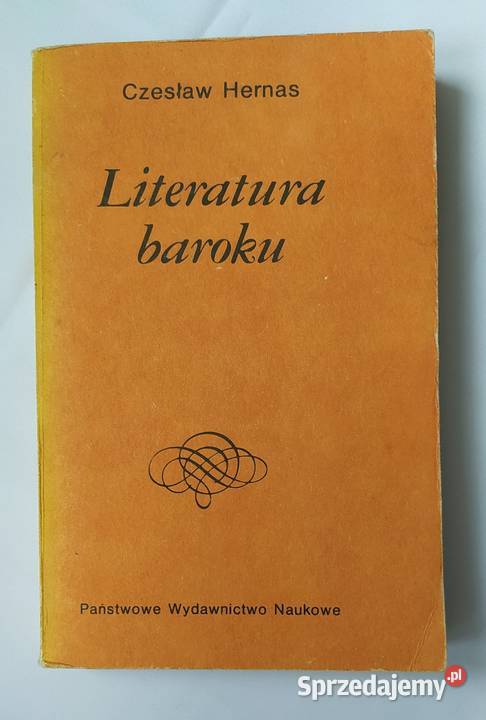 Czesław Hernas
Literatura
baroku
Państwowe Wydawnictwo Naukowe
Sprzedajemy.pl